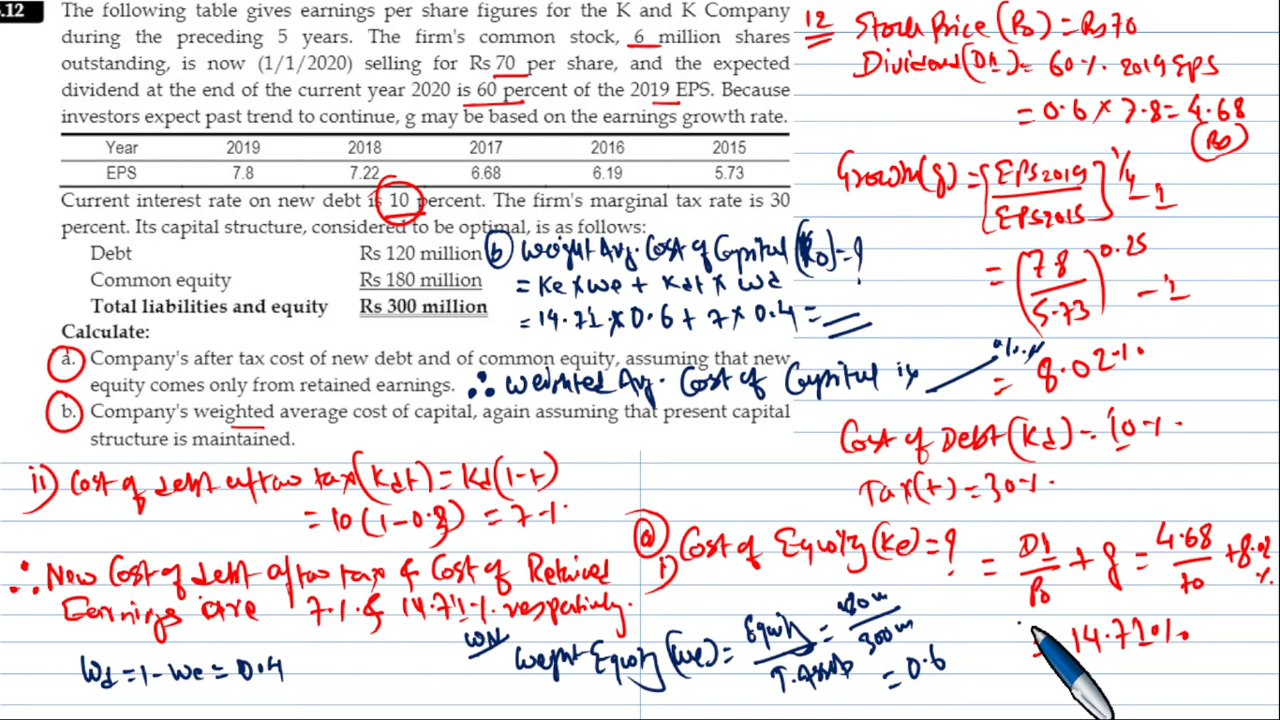 .12
The following table gives earnings per share figures for the K and K Company
during the preceding 5 years. The firm's common stock, 6 million shares
outstanding, is now (1/1/2020) selling for Rs 70 per share, and the expected
dividend at the end of the current year 2020 is 60 percent of the 2019 EPS. Because
investors expect past trend to continue, g may be based on the earnings growth rate.
Year 2019 2018 2017 2016 2015
EPS 7.8 7.22 6.68 6.19 5.73
Current interest rate on new debt is 10 percent. The firm's marginal tax rate is 30
percent. Its capital structure, considered to be optimal, is as follows:
Debt Rs 120 million
Common equity Rs 180 million
Total liabilities and equity Rs 300 million
Calculate:
a. Company's after tax cost of new debt and of common equity, assuming that new
equity comes only from retained earnings.
b. Company's weighted average cost of capital, again assuming that present capital
structure is maintained.
12 Stock Price (P0) = Rs 70
Dividend (D1) = 60% 2019 EPS
= 0.6 × 7.8 = 4.68
Growth (g) = [EPS2019 / EPS2015]^1/4 - 1
= (7.8 / 5.73)^0.25 - 1
= 8.02%
Cost of Debt (Kd) = 10%
Tax (t) = 30%
a
i) Cost of Equity (Ke) = ? = D1/P0 + g = 4.68/70 + 8.02%
= 14.71%
ii) Cost of debt after tax (Kdt) = Kd (1-t)
= 10 (1-0.3) = 7%
∴ New Cost of debt after tax & Cost of Retained
Earnings are 7% & 14.71% respectively.
b Weight Avg. Cost of Capital (K0) = ?
= Ke × We + Kdt × Wd
= 14.71 × 0.6 + 7 × 0.4 =
∴ Weighted Avg. Cost of Capital is
WN Weight Equity (We) = Equity / T. Assets = 180m / 300m
= 0.6
Wd = 1 - We = 0.4